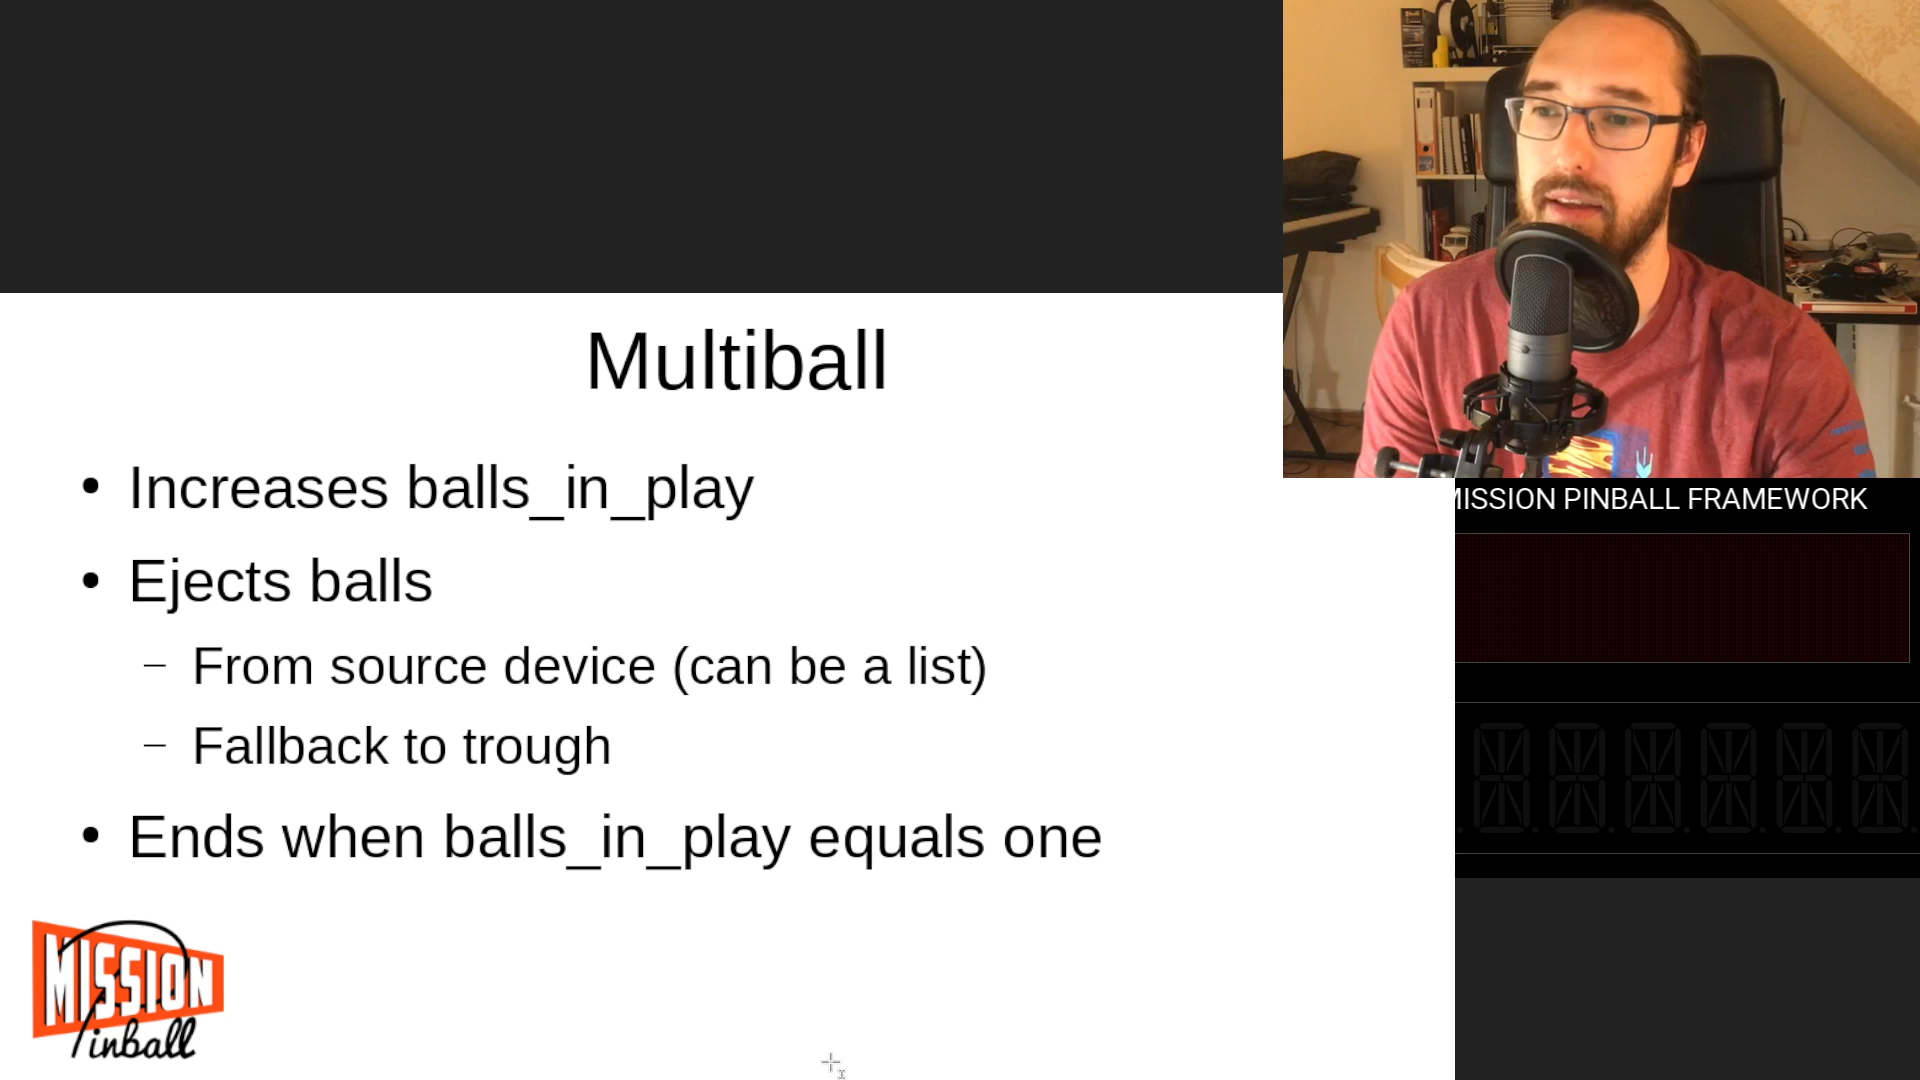 Multiball
• Increases balls_in_play
• Ejects balls
– From source device (can be a list)
– Fallback to trough
• Ends when balls_in_play equals one
MISSION PINBALL FRAMEWORK
MISSION
Pinball